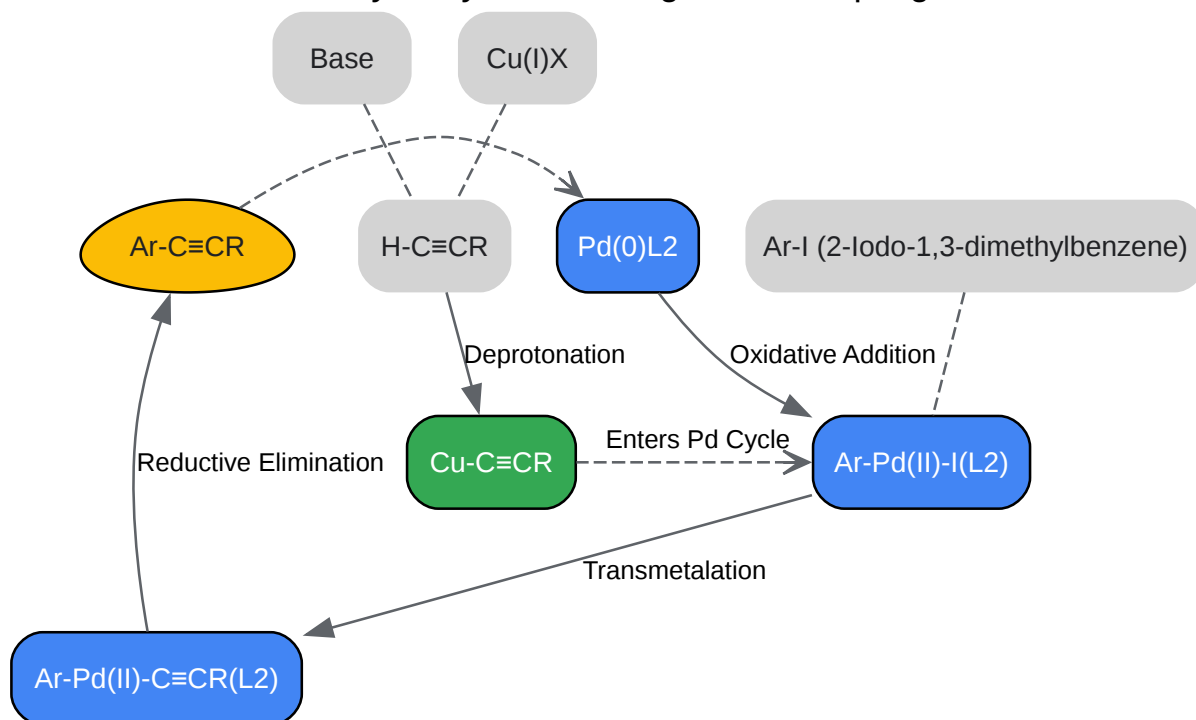 Base
Cu(I)X
Ar-C≡CR
H-C≡CR
Pd(0)L2
Ar-I (2-Iodo-1,3-dimethylbenzene)
Deprotonation
Oxidative Addition
Reductive Elimination
Cu-C≡CR
Enters Pd Cycle
Ar-Pd(II)-I(L2)
Transmetalation
Ar-Pd(II)-C≡CR(L2)